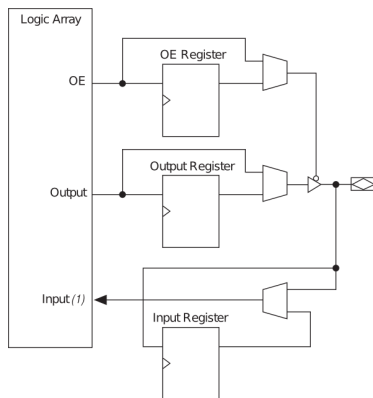 Logic Array
OE Register
OE
Output Register
Output
Input (1)
Input Register